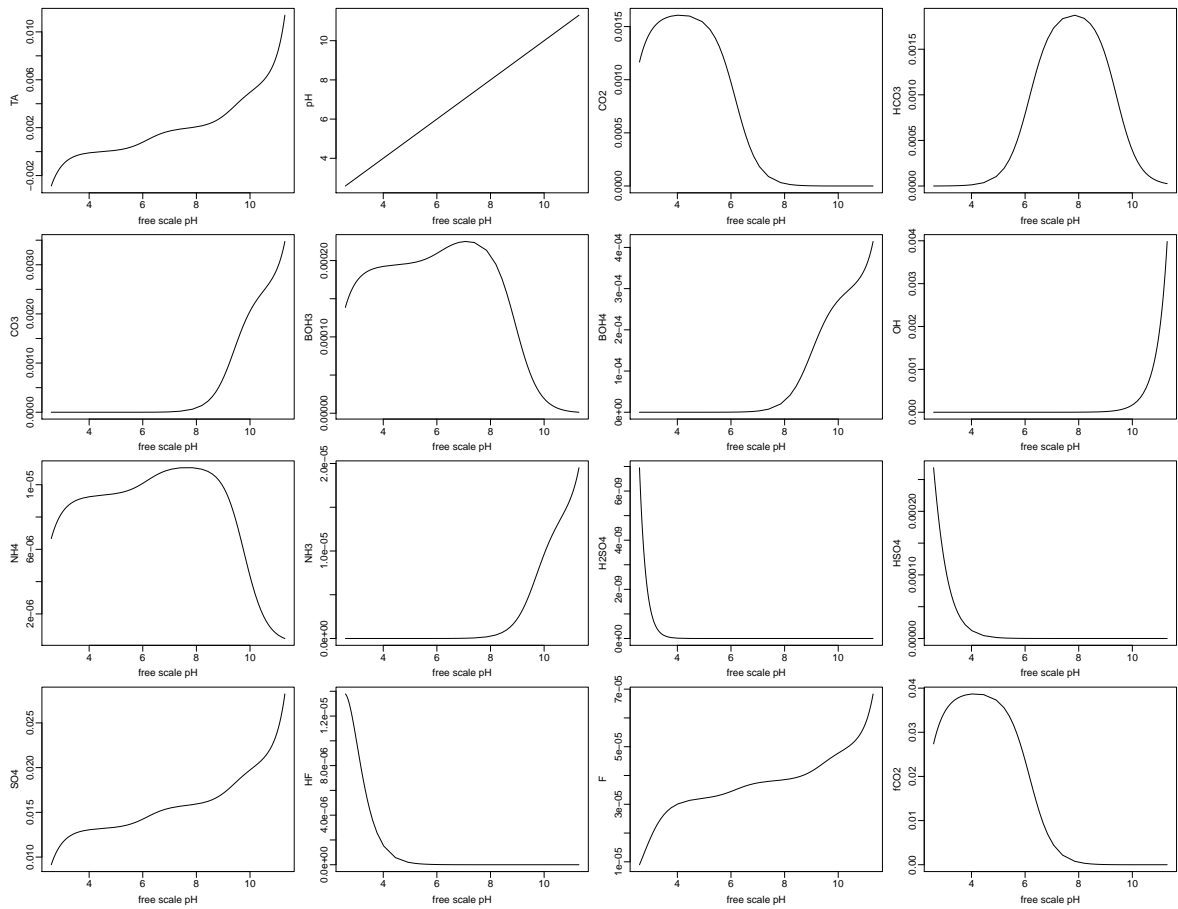 TA
0.010
0.006
0.002
−0.002
4 6 8 10
free scale pH
pH
10
8
6
4
4 6 8 10
free scale pH
CO2
0.0015
0.0010
0.0005
0.0000
4 6 8 10
free scale pH
HCO3
0.0015
0.0010
0.0005
0.0000
4 6 8 10
free scale pH
CO3
0.0030
0.0020
0.0010
0.0000
4 6 8 10
free scale pH
BOH3
0.00020
0.00010
0.00000
4 6 8 10
free scale pH
BOH4
4e−04
3e−04
2e−04
1e−04
0e+00
4 6 8 10
free scale pH
OH
0.004
0.003
0.002
0.001
0.000
4 6 8 10
free scale pH
NH4
1e−05
6e−06
2e−06
4 6 8 10
free scale pH
NH3
2.0e−05
1.0e−05
0.0e+00
4 6 8 10
free scale pH
H2SO4
6e−09
4e−09
2e−09
0e+00
4 6 8 10
free scale pH
HSO4
0.00020
0.00010
0.00000
4 6 8 10
free scale pH
SO4
0.025
0.020
0.015
0.010
4 6 8 10
free scale pH
HF
1.2e−05
8.0e−06
4.0e−06
0.0e+00
4 6 8 10
free scale pH
F
7e−05
5e−05
3e−05
1e−05
4 6 8 10
free scale pH
fCO2
0.04
0.03
0.02
0.01
0.00
4 6 8 10
free scale pH